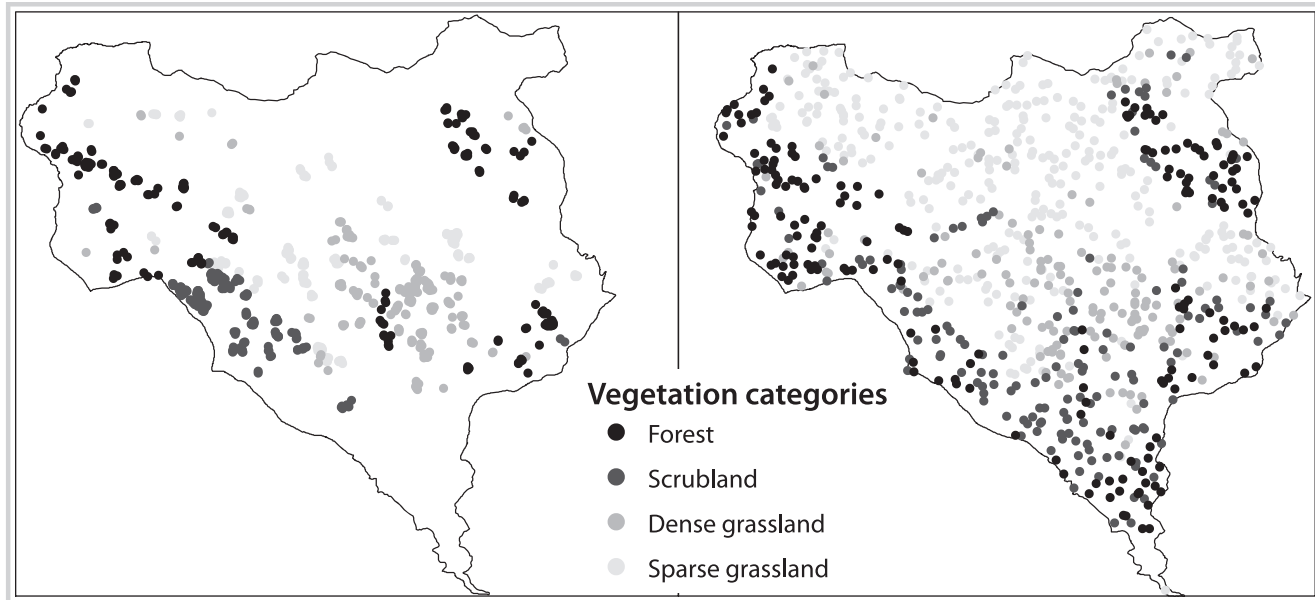 Vegetation categories
Forest
Scrubland
Dense grassland
Sparse grassland